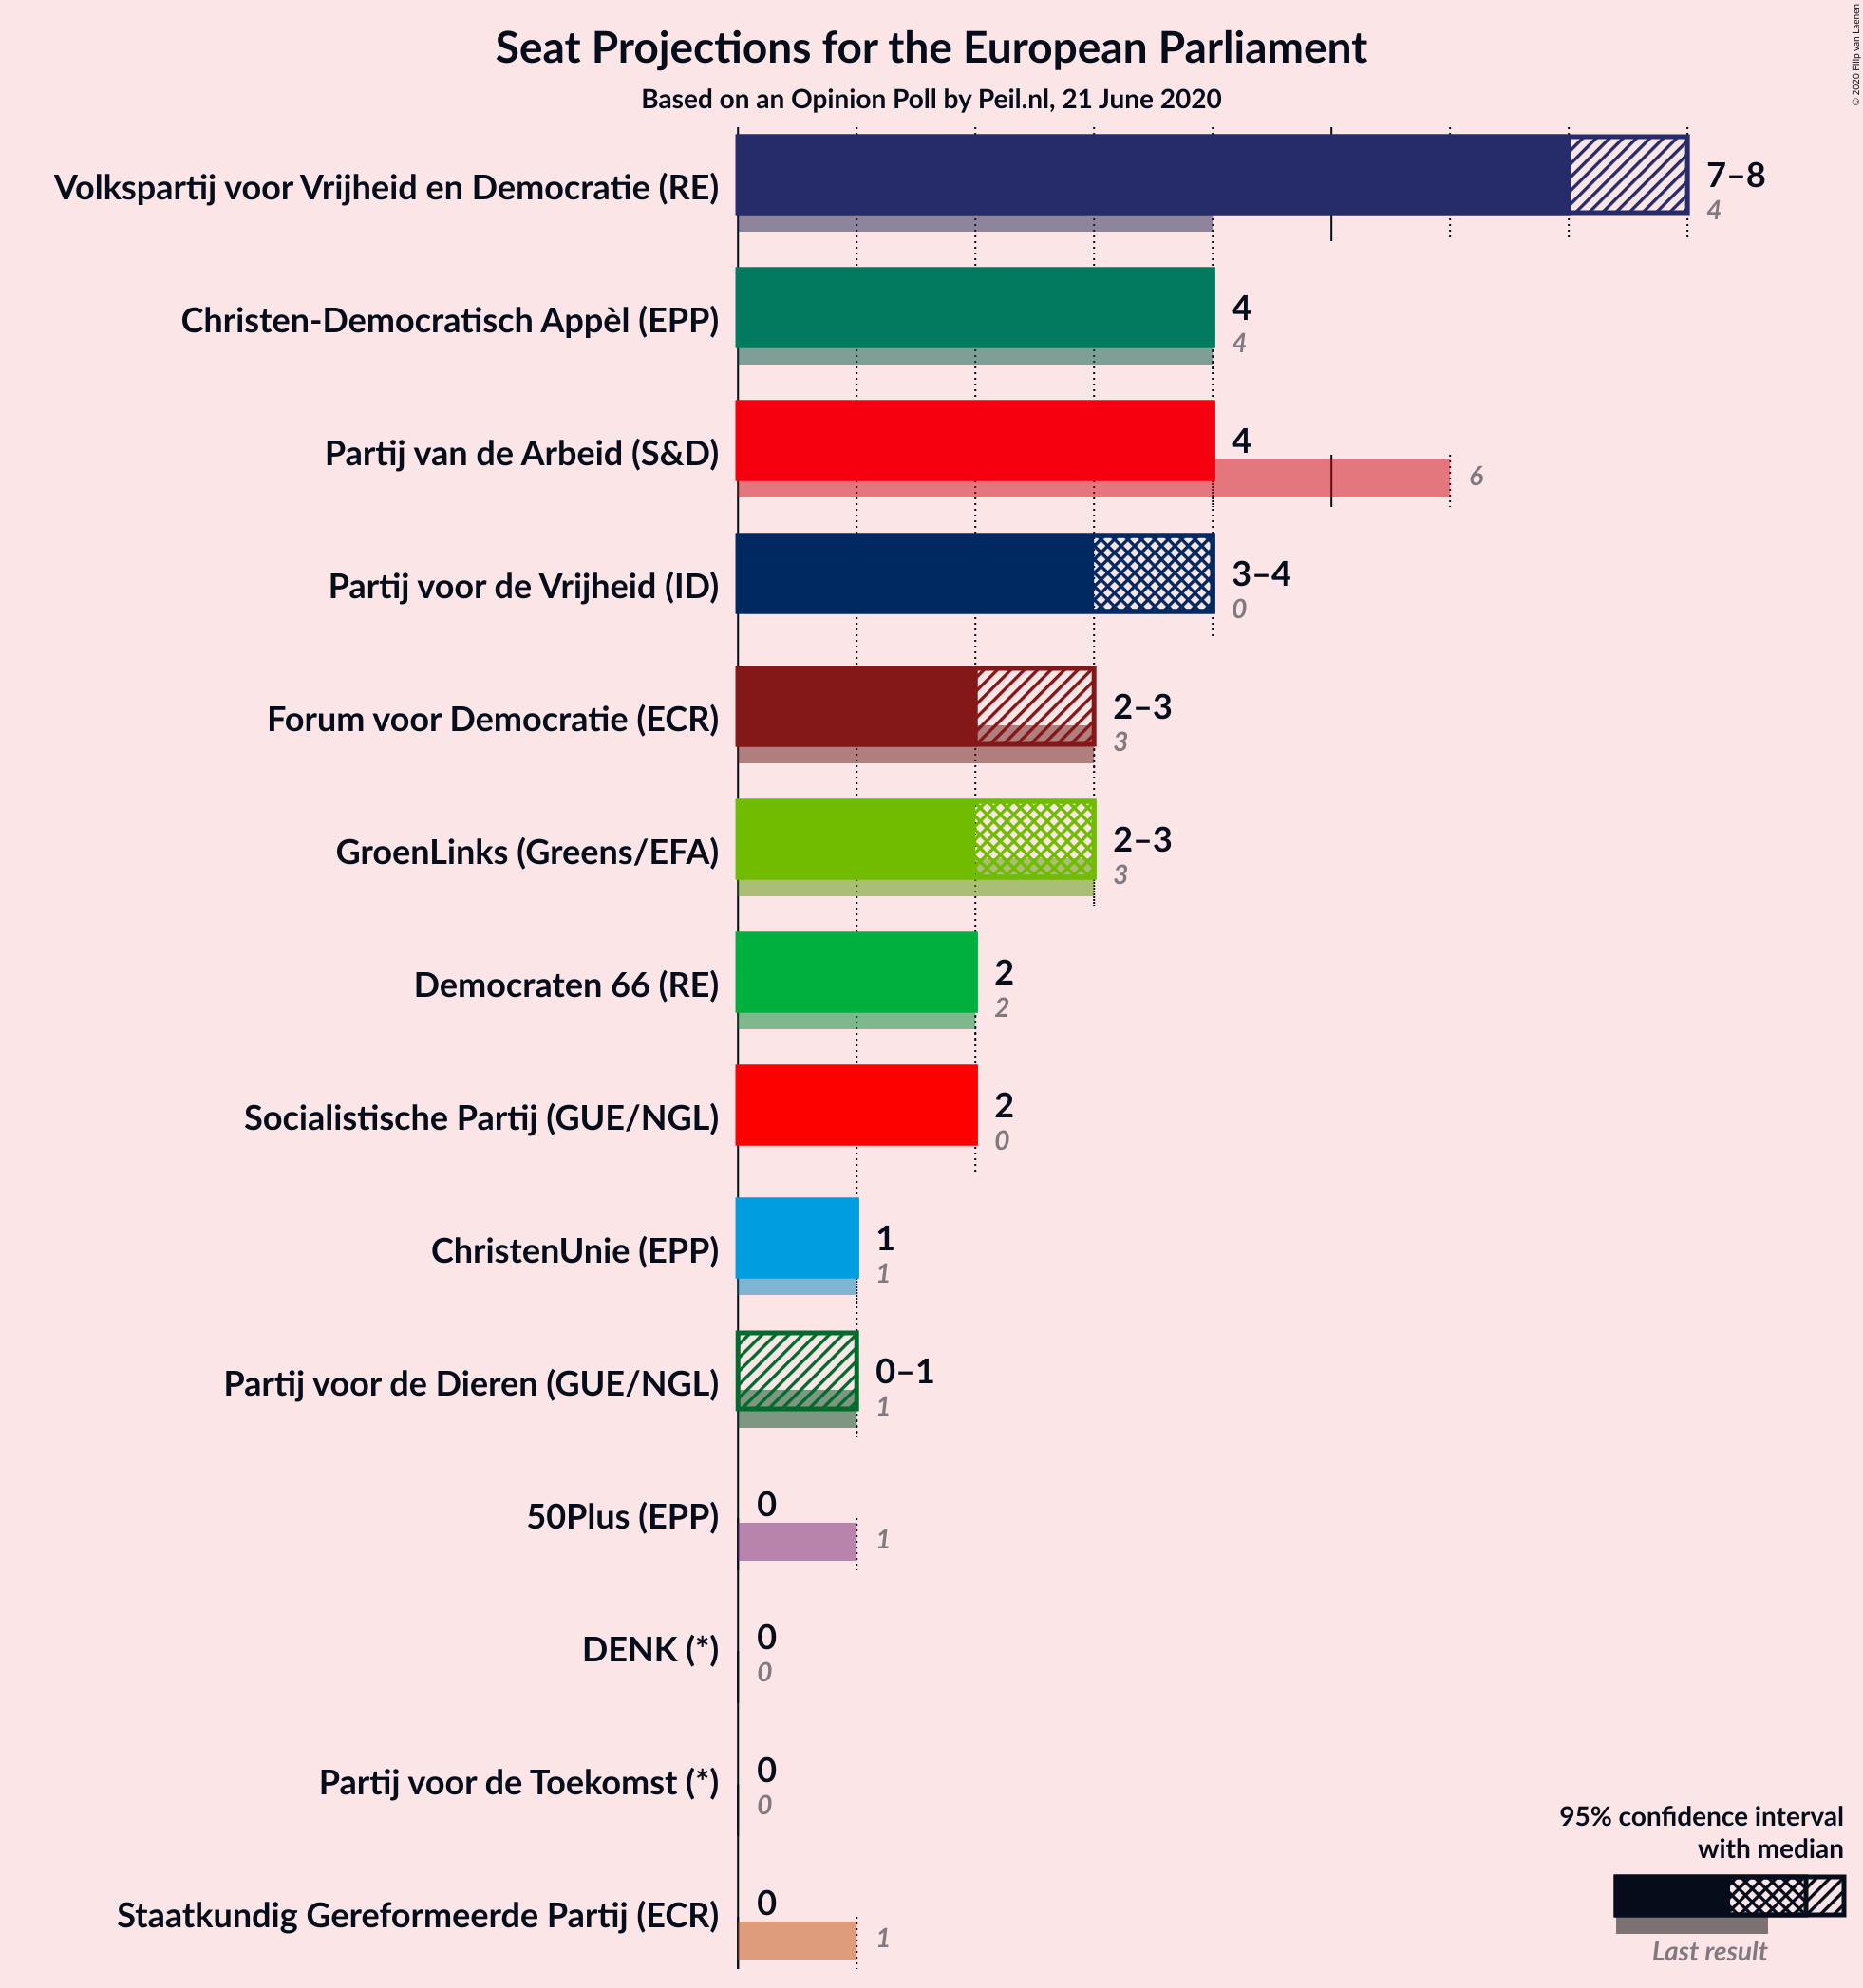 Seat Projections for the European Parliament
Based on an Opinion Poll by Peil.nl, 21 June 2020
© 2020 Filip van Laenen
Volkspartij voor Vrijheid en Democratie (RE)
7–8
4
Christen-Democratisch Appèl (EPP)
4
4
Partij van de Arbeid (S&D)
4
6
Partij voor de Vrijheid (ID)
3–4
0
Forum voor Democratie (ECR)
2–3
3
GroenLinks (Greens/EFA)
2–3
3
Democraten 66 (RE)
2
2
Socialistische Partij (GUE/NGL)
2
0
ChristenUnie (EPP)
1
1
Partij voor de Dieren (GUE/NGL)
0–1
1
50Plus (EPP)
0
1
DENK (*)
0
0
Partij voor de Toekomst (*)
0
0
Staatkundig Gereformeerde Partij (ECR)
0
1
95% confidence interval
with median
Last result